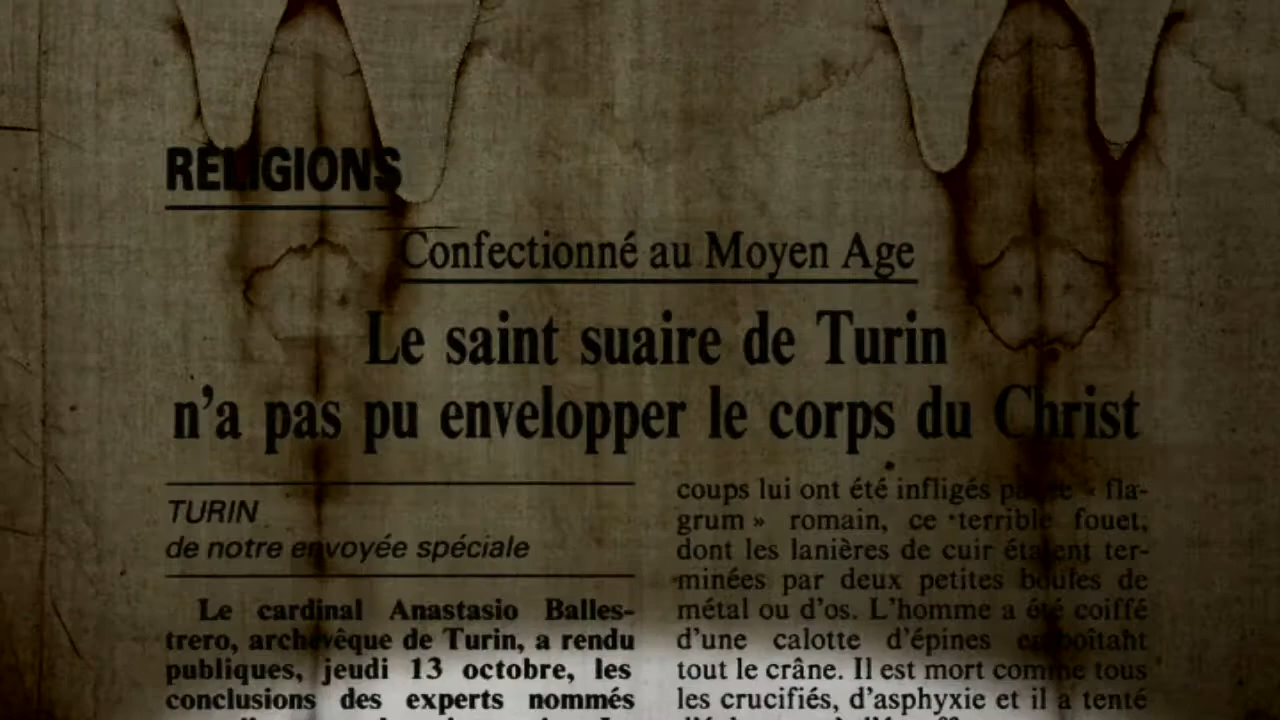 RELIGIONS
Confectionné au Moyen Age
Le saint suaire de Turin
n'a pas pu envelopper le corps du Christ
TURIN
de notre envoyée spéciale
Le cardinal Anastasio Balles-
trero, archevêque de Turin, a rendu
publiques, jeudi 13 octobre, les
conclusions des experts nommés
coups lui ont été infligés par le « fla-
grum » romain, ce terrible fouet,
dont les lanières de cuir étaient ter-
minées par deux petites boules de
métal ou d'os. L'homme a été coiffé
d'une calotte d'épines emboîtant
tout le crâne. Il est mort comme tous
les crucifiés, d'asphyxie et il a tenté